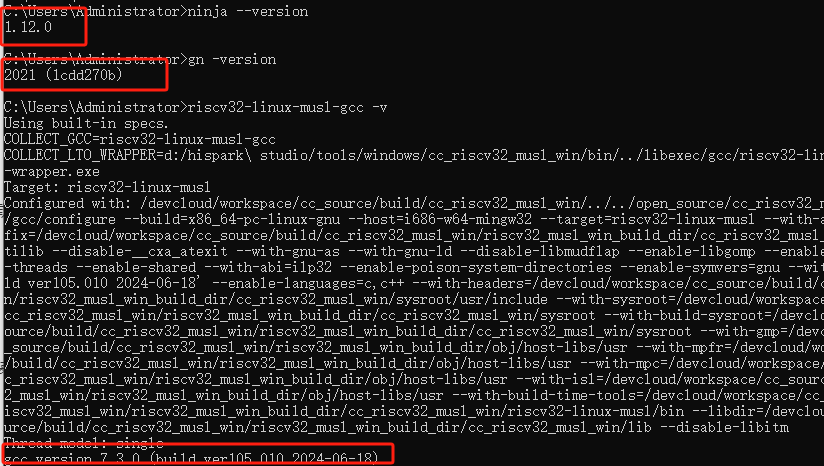 C:\Users\Administrator>ninja --version
1.12.0
C:\Users\Administrator>gn -version
2021 (1cdd270b)
C:\Users\Administrator>riscv32-linux-musl-gcc -v
Using built-in specs.
COLLECT_GCC=riscv32-linux-musl-gcc
COLLECT_LTO_WRAPPER=d:/hispark\ studio/tools/windows/cc_riscv32_musl_win/bin/../libexec/gcc/riscv32-lin
-wrapper.exe
Target: riscv32-linux-musl
Configured with: /devcloud/workspace/cc_source/build/cc_riscv32_musl_win/../../open_source/cc_riscv32_m
/gcc/configure --build=x86_64-pc-linux-gnu --host=i686-w64-mingw32 --target=riscv32-linux-musl --with-a
fix=/devcloud/workspace/cc_source/build/cc_riscv32_musl_win/riscv32_musl_win_build_dir/cc_riscv32_musl_
tilib --disable-__cxa_atexit --with-gnu-as --with-gnu-ld --disable-libmudflap --enable-libgomp --enable
-threads --enable-shared --with-abi=ilp32 --enable-poison-system-directories --enable-symvers=gnu --wit
ld ver105.010 2024-06-18' --enable-languages=c,c++ --with-headers=/devcloud/workspace/cc_source/build/c
n/riscv32_musl_win_build_dir/cc_riscv32_musl_win/sysroot/usr/include --with-sysroot=/devcloud/workspace
cc_riscv32_musl_win/riscv32_musl_win_build_dir/cc_riscv32_musl_win/sysroot --with-build-sysroot=/devclo
ource/build/cc_riscv32_musl_win/riscv32_musl_win_build_dir/cc_riscv32_musl_win/sysroot --with-gmp=/devc
_source/build/cc_riscv32_musl_win/riscv32_musl_win_build_dir/obj/host-libs/usr --with-mpfr=/devcloud/wo
/build/cc_riscv32_musl_win/riscv32_musl_win_build_dir/obj/host-libs/usr --with-mpc=/devcloud/workspace/
c_riscv32_musl_win/riscv32_musl_win_build_dir/obj/host-libs/usr --with-isl=/devcloud/workspace/cc_sourc
2_musl_win/riscv32_musl_win_build_dir/obj/host-libs/usr --with-build-time-tools=/devcloud/workspace/cc_
iscv32_musl_win/riscv32_musl_win_build_dir/cc_riscv32_musl_win/riscv32-linux-musl/bin --libdir=/devclou
ource/build/cc_riscv32_musl_win/riscv32_musl_win_build_dir/cc_riscv32_musl_win/lib --disable-libitm
Thread model: single
gcc version 7.3.0 (build ver105.010 2024-06-18)